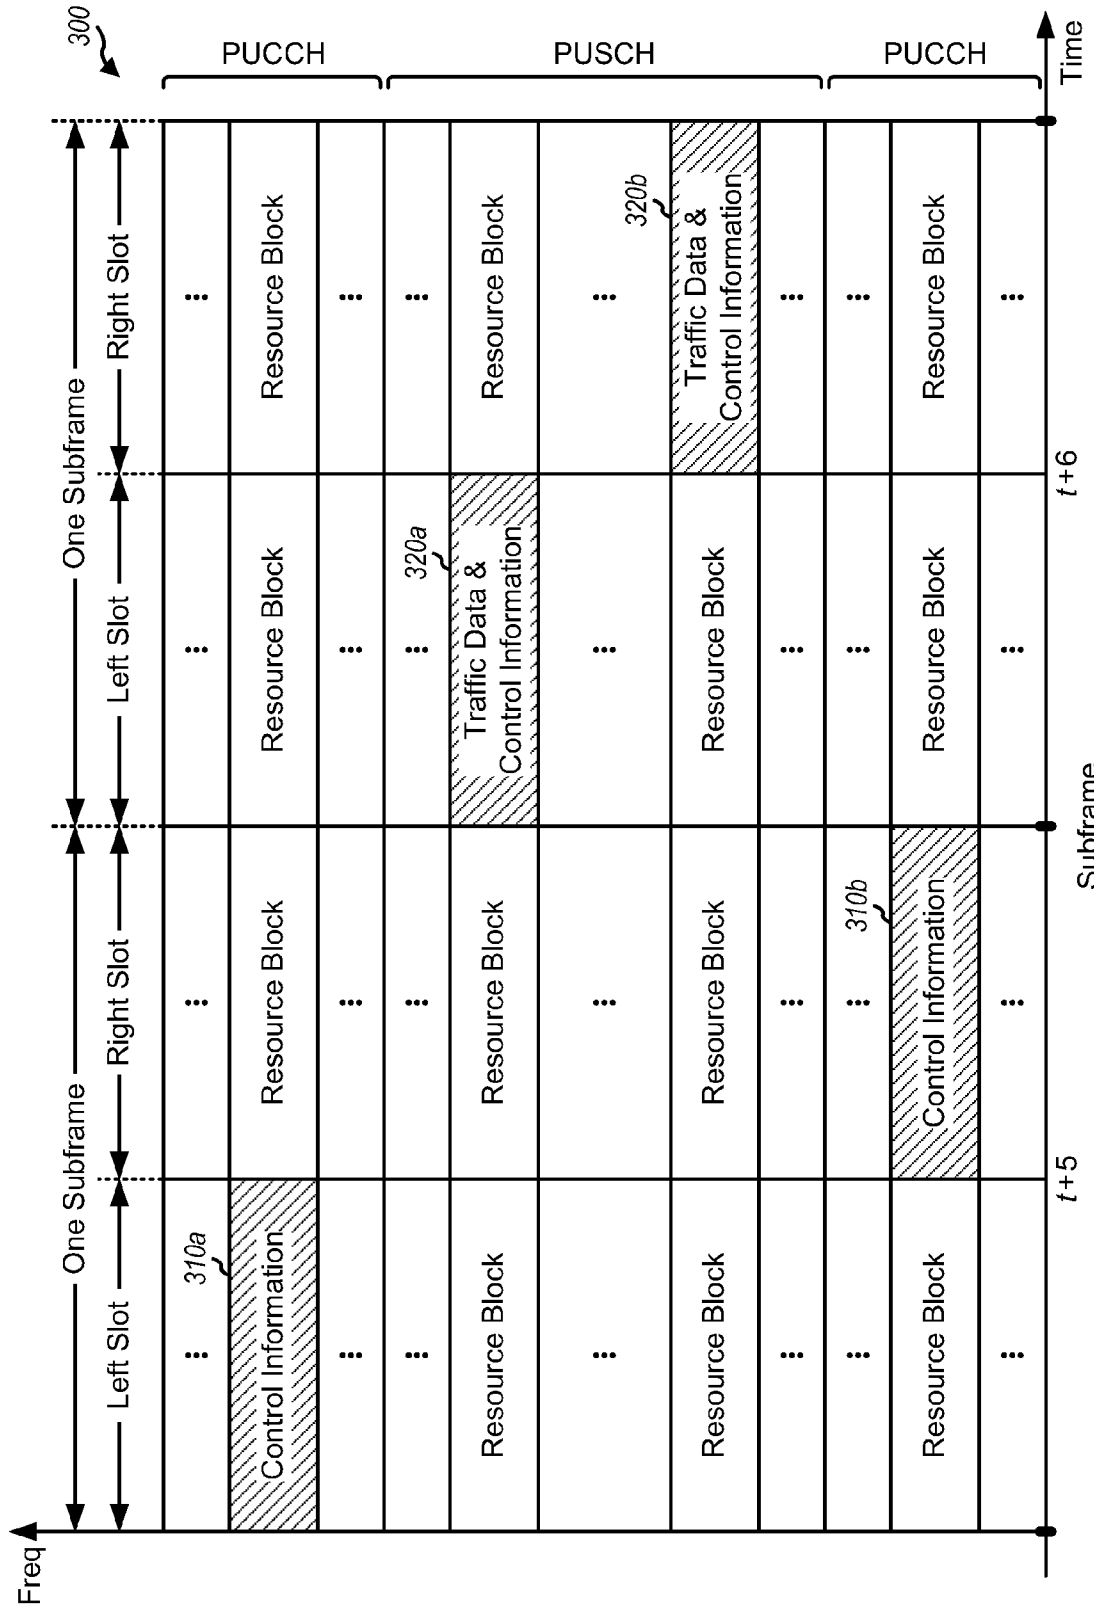 300
Freq
One Subframe
One Subframe
Left Slot
Right Slot
Left Slot
Right Slot
310a
Control Information
Resource Block
Resource Block
Resource Block
PUCCH
320a
Resource Block
Resource Block
Traffic Data &
Control Information
Resource Block
PUSCH
320b
Resource Block
Resource Block
Resource Block
Traffic Data &
Control Information
310b
Resource Block
Control Information
Resource Block
Resource Block
PUCCH
t+5
t+6
Time
Subframe